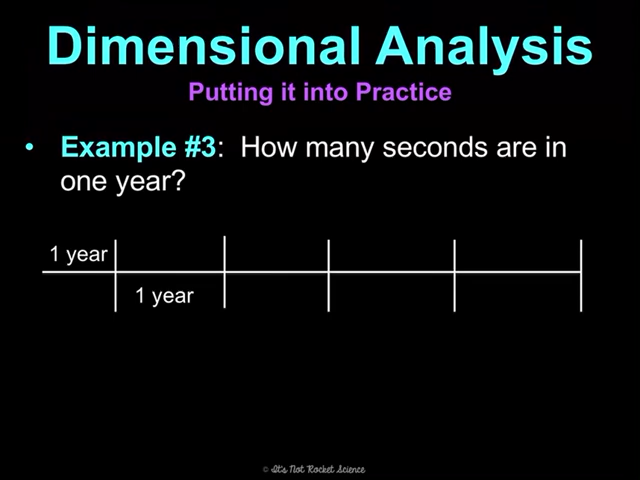 Dimensional Analysis
Putting it into Practice
• Example #3: How many seconds are in
one year?
1 year
1 year
© It's Not Rocket Science